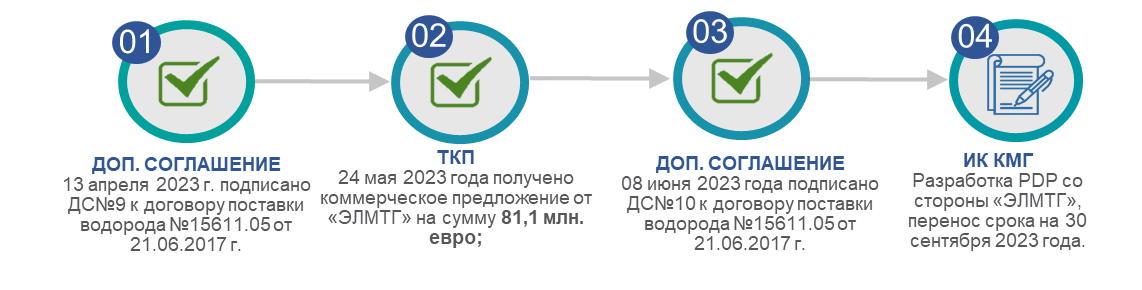 01
ДОП. СОГЛАШЕНИЕ
13 апреля 2023 г. подписано
ДС№9 к договору поставки
водорода №15611.05 от
21.06.2017 г.
02
ТКП
24 мая 2023 года получено
коммерческое предложение от
«ЭЛМТГ» на сумму 81,1 млн.
евро;
03
ДОП. СОГЛАШЕНИЕ
08 июня 2023 года подписано
ДС№10 к договору поставки
водорода №15611.05 от
21.06.2017 г.
04
ИК КМГ
Разработка PDP со
стороны «ЭЛМТГ»,
перенос срока на 30
сентября 2023 года.